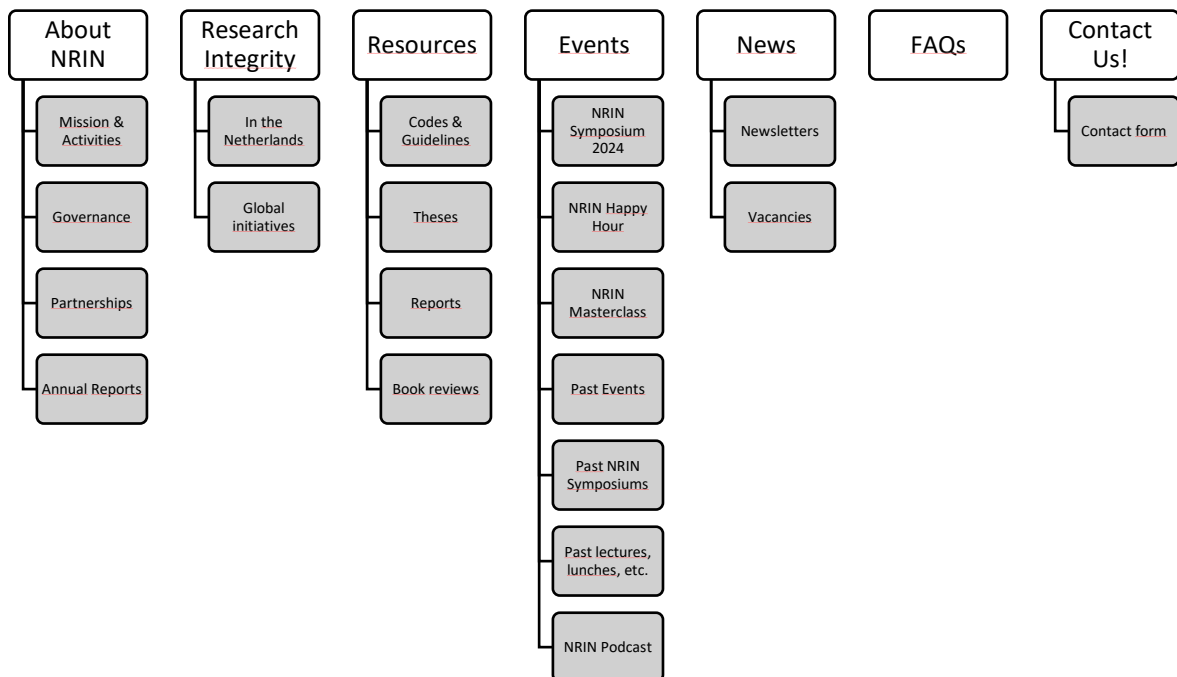 About
NRIN
Mission &
Activities
Governance
Partnerships
Annual Reports
Research
Integrity
In the
Netherlands
Global
initiatives
Resources
Codes &
Guidelines
Theses
Reports
Book reviews
Events
NRIN
Symposium
2024
NRIN Happy
Hour
NRIN
Masterclass
Past Events
Past NRIN
Symposiums
Past lectures,
lunches, etc.
NRIN Podcast
News
Newsletters
Vacancies
FAQs
Contact
Us!
Contact form